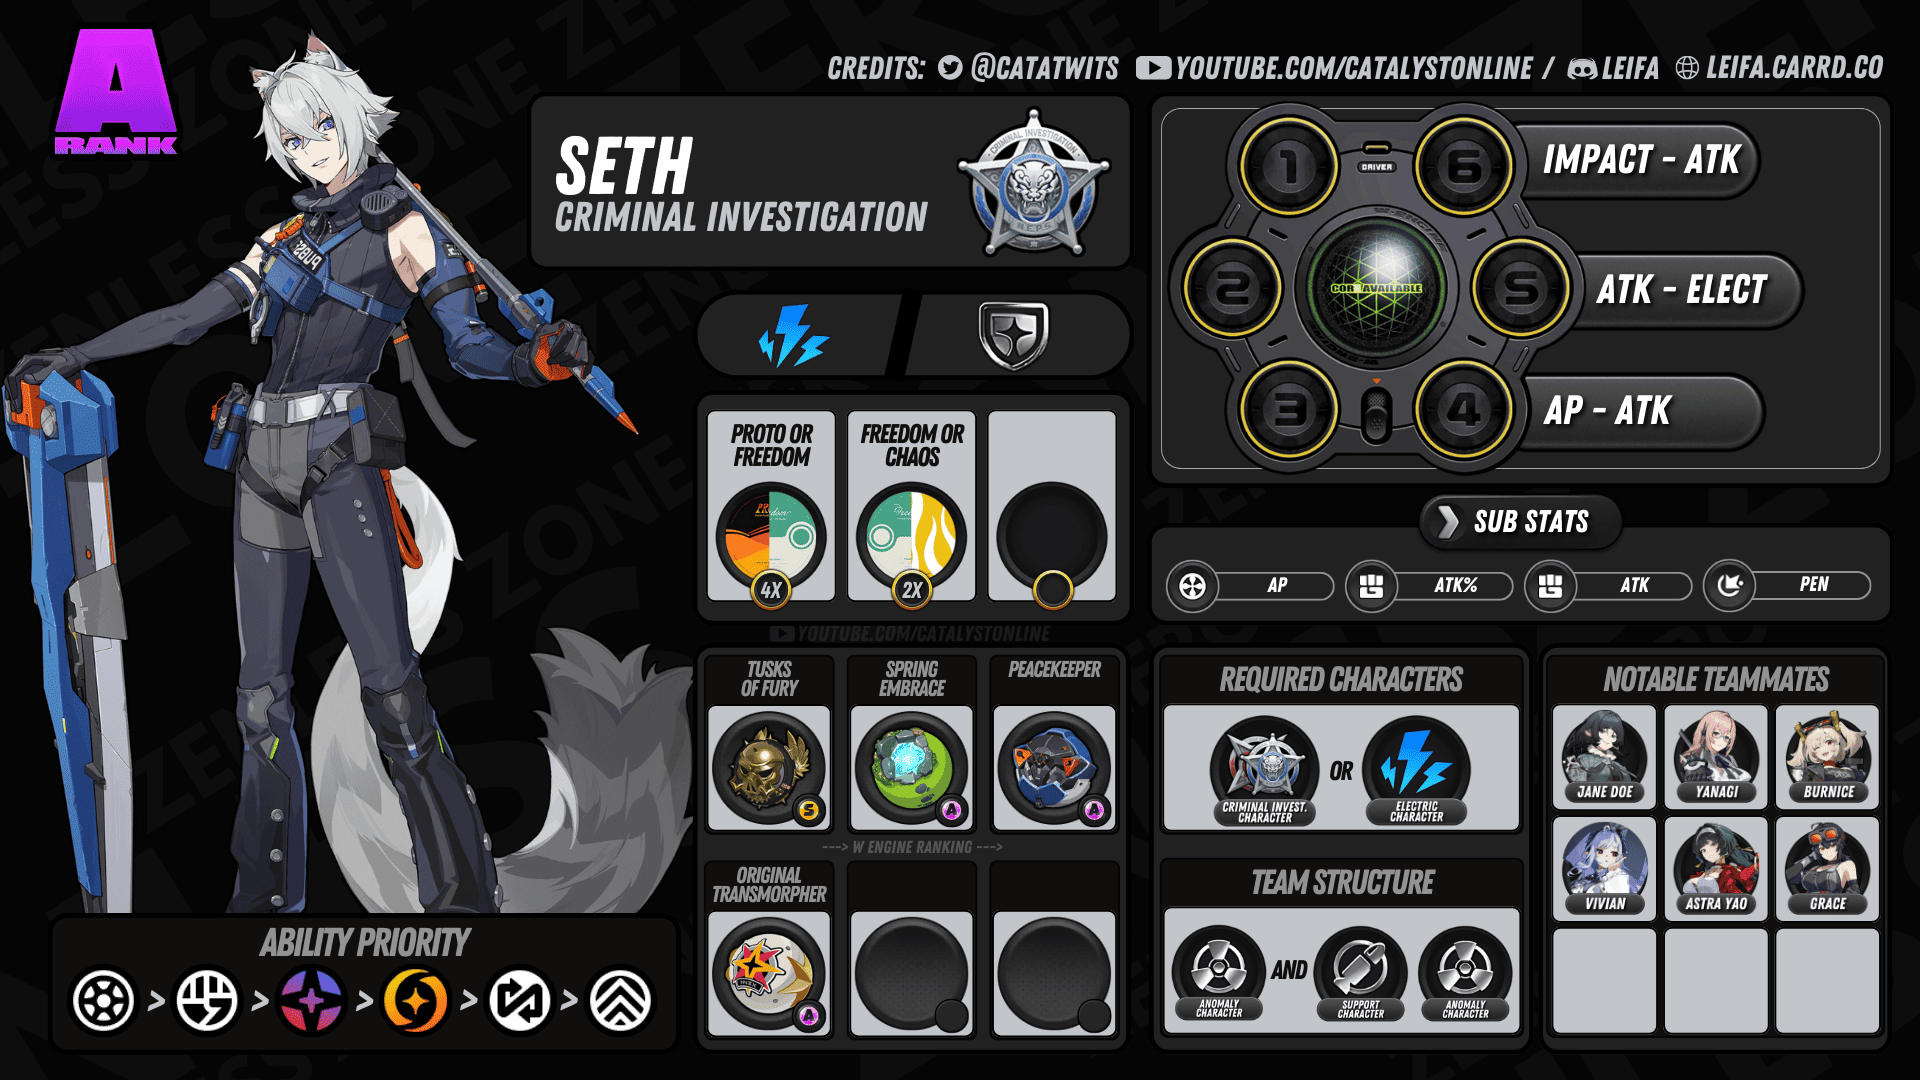 A
RANK
CREDITS: @CATATWITS YOUTUBE.COM/CATALYSTONLINE / LEIFA LEIFA.CARRD.CO
SETH
CRIMINAL INVESTIGATION
CRIMINAL INVESTIGATION
N.E.P.S
1
6
DRIVER
IMPACT - ATK
2
5
ATK - ELECT
3
4
AP - ATK
PROTO OR
FREEDOM
4X
FREEDOM OR
CHAOS
2X
SUB STATS
AP
ATK%
ATK
PEN
YOUTUBE.COM/CATALYSTONLINE
TUSKS
OF FURY
S
SPRING
EMBRACE
A
PEACEKEEPER
A
---> W ENGINE RANKING --->
ORIGINAL
TRANSMORPHER
A
REQUIRED CHARACTERS
CRIMINAL INVEST.
CHARACTER
OR
ELECTRIC
CHARACTER
TEAM STRUCTURE
ANOMALY
CHARACTER
AND
SUPPORT
CHARACTER
ANOMALY
CHARACTER
NOTABLE TEAMMATES
JANE DOE
YANAGI
BURNICE
VIVIAN
ASTRA YAO
GRACE
ABILITY PRIORITY
> > > > >